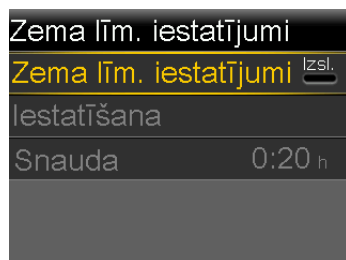 Zema līm. iestatījumi
Zema līm. iestatījumi Izsl.
Iestatīšana
Snauda 0:20 h